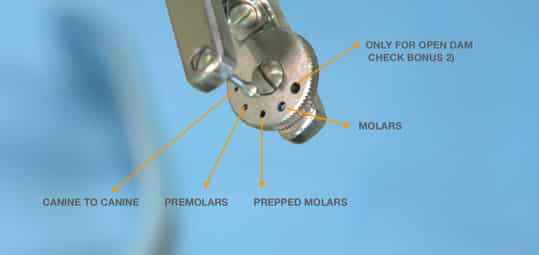 ONLY FOR OPEN DAM
CHECK BONUS 2)
MOLARS
CANINE TO CANINE
PREMOLARS
PREPPED MOLARS